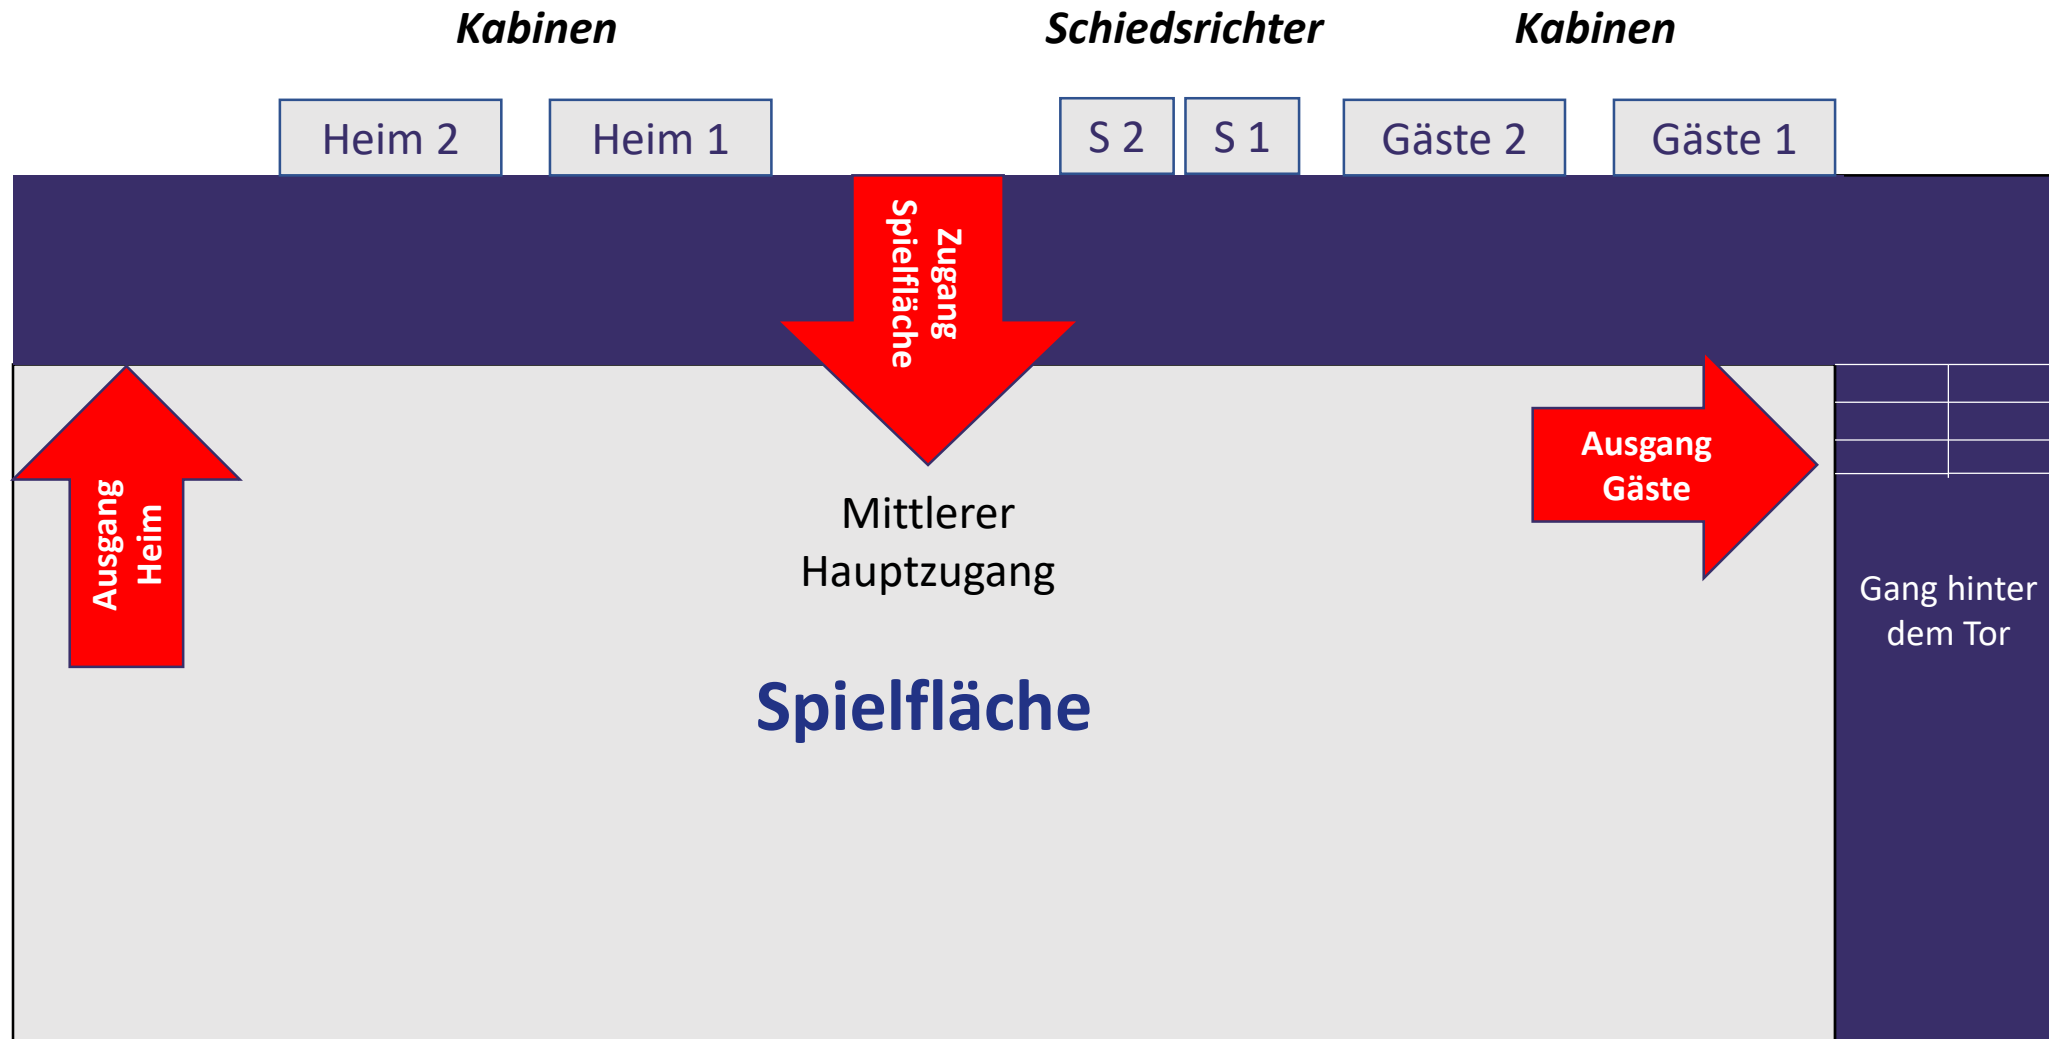 Kabinen
Schiedsrichter
Kabinen
Heim 2
Heim 1
S 2
S 1
Gäste 2
Gäste 1
Zugang
Spielfläche
Ausgang
Heim
Mittlerer
Hauptzugang
Ausgang
Gäste
Gang hinter
dem Tor
Spielfläche